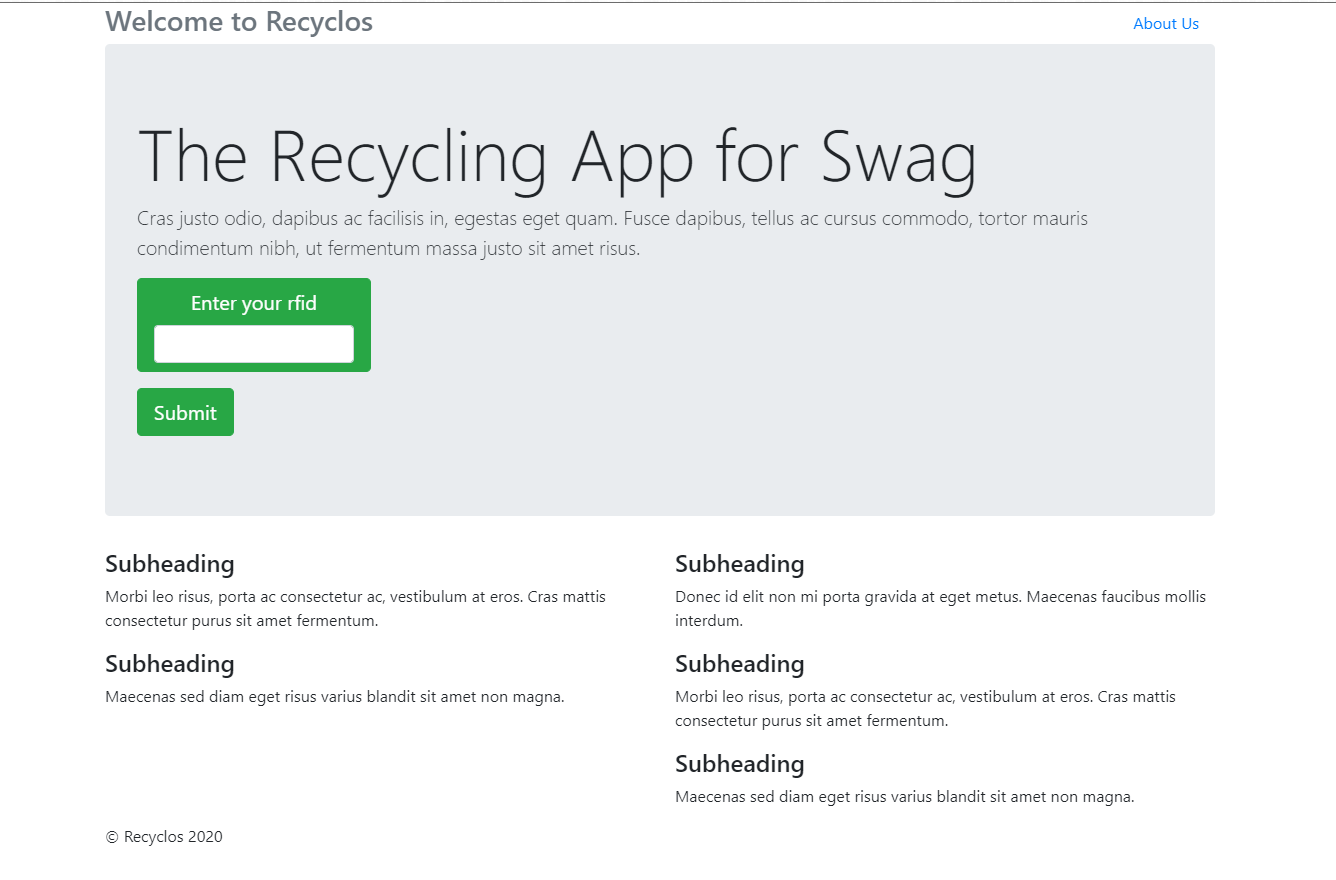 Welcome to Recyclos
About Us
The Recycling App for Swag
Cras justo odio, dapibus ac facilisis in, egestas eget quam. Fusce dapibus, tellus ac cursus commodo, tortor mauris
condimentum nibh, ut fermentum massa justo sit amet risus.
Enter your rfid
Submit
Subheading
Morbi leo risus, porta ac consectetur ac, vestibulum at eros. Cras mattis
consectetur purus sit amet fermentum.
Subheading
Maecenas sed diam eget risus varius blandit sit amet non magna.
Subheading
Donec id elit non mi porta gravida at eget metus. Maecenas faucibus mollis
interdum.
Subheading
Morbi leo risus, porta ac consectetur ac, vestibulum at eros. Cras mattis
consectetur purus sit amet fermentum.
Subheading
Maecenas sed diam eget risus varius blandit sit amet non magna.
© Recyclos 2020